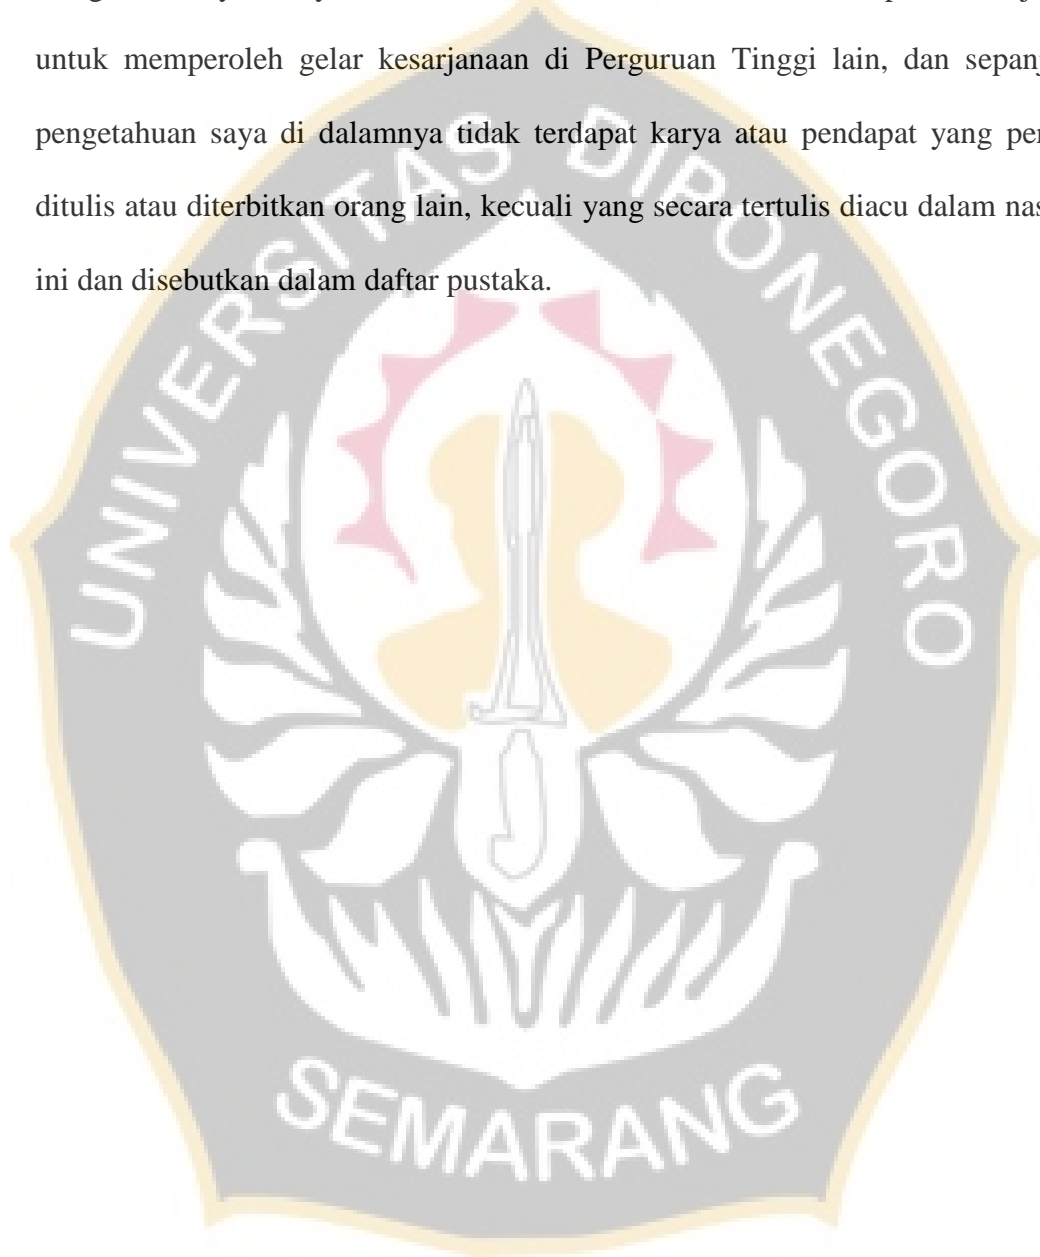 untuk memperoleh gelar kesarjanaan di Perguruan Tinggi lain, dan sepanj
pengetahuan saya di dalamnya tidak terdapat karya atau pendapat yang per
ditulis atau diterbitkan orang lain, kecuali yang secara tertulis diacu dalam nas
ini dan disebutkan dalam daftar pustaka.
UNIVERSITAS DIPONEGORO
SEMARANG